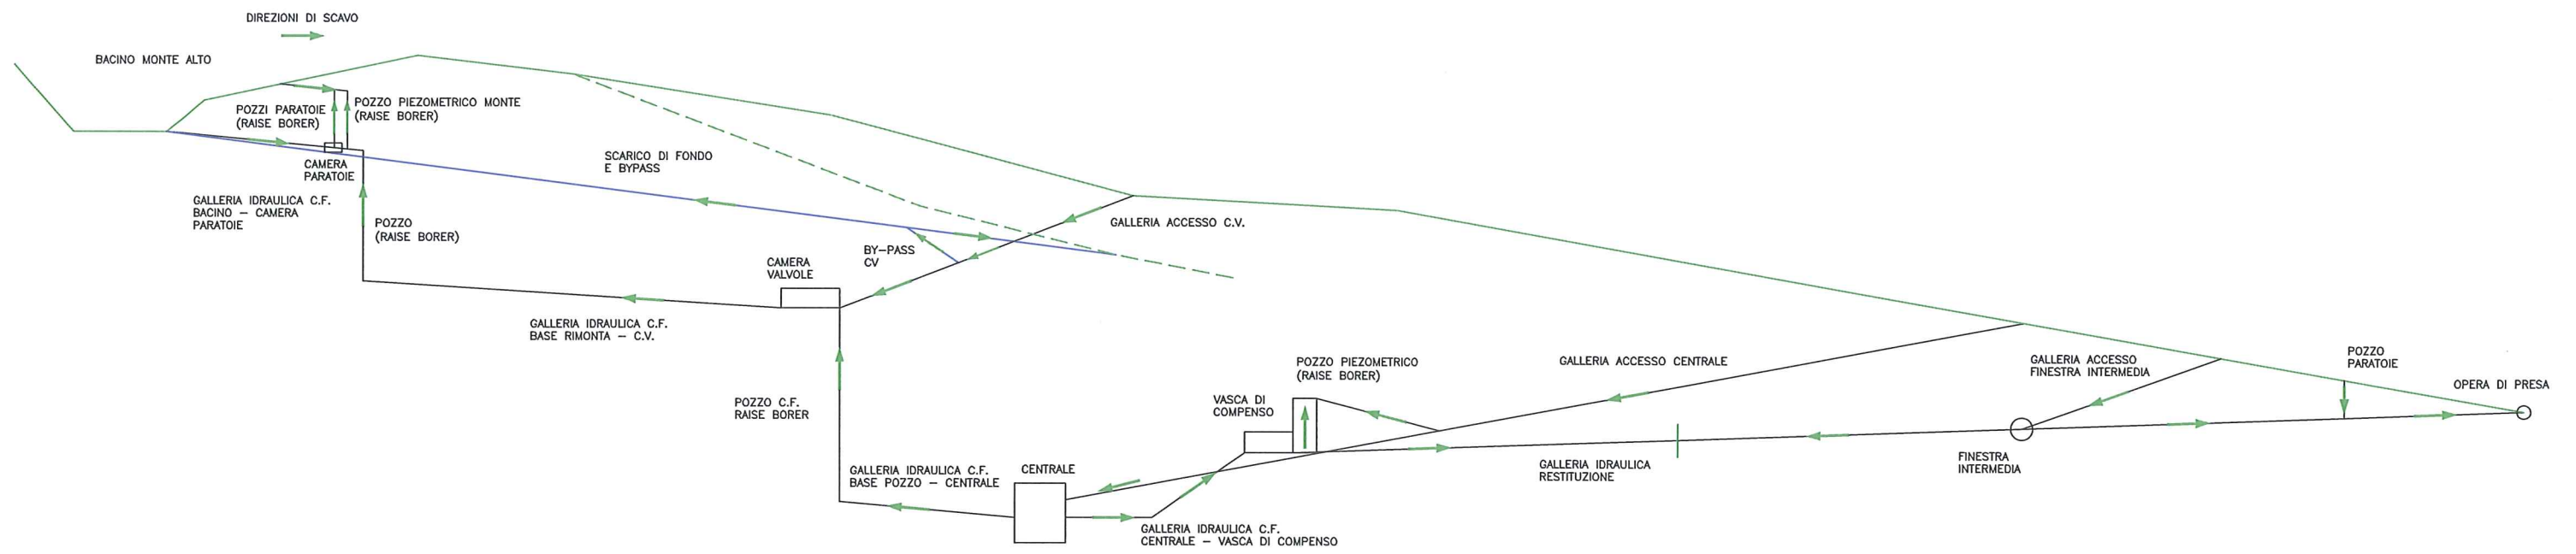 DIREZIONI DI SCAVO
BACINO MONTE ALTO
POZZI PARATOIE
(RAISE BORER)
POZZO PIEZOMETRICO MONTE
(RAISE BORER)
CAMERA
PARATOIE
SCARICO DI FONDO
E BYPASS
GALLERIA IDRAULICA C.F.
BACINO – CAMERA
PARATOIE
POZZO
(RAISE BORER)
GALLERIA ACCESSO C.V.
BY-PASS
CV
CAMERA
VALVOLE
GALLERIA IDRAULICA C.F.
BASE RIMONTA – C.V.
POZZO C.F.
RAISE BORER
POZZO PIEZOMETRICO
(RAISE BORER)
GALLERIA ACCESSO CENTRALE
GALLERIA ACCESSO
FINESTRA INTERMEDIA
POZZO
PARATOIE
OPERA DI PRESA
VASCA DI
COMPENSO
GALLERIA IDRAULICA C.F.
BASE POZZO – CENTRALE
CENTRALE
GALLERIA IDRAULICA
RESTITUZIONE
FINESTRA
INTERMEDIA
GALLERIA IDRAULICA C.F.
CENTRALE – VASCA DI COMPENSO